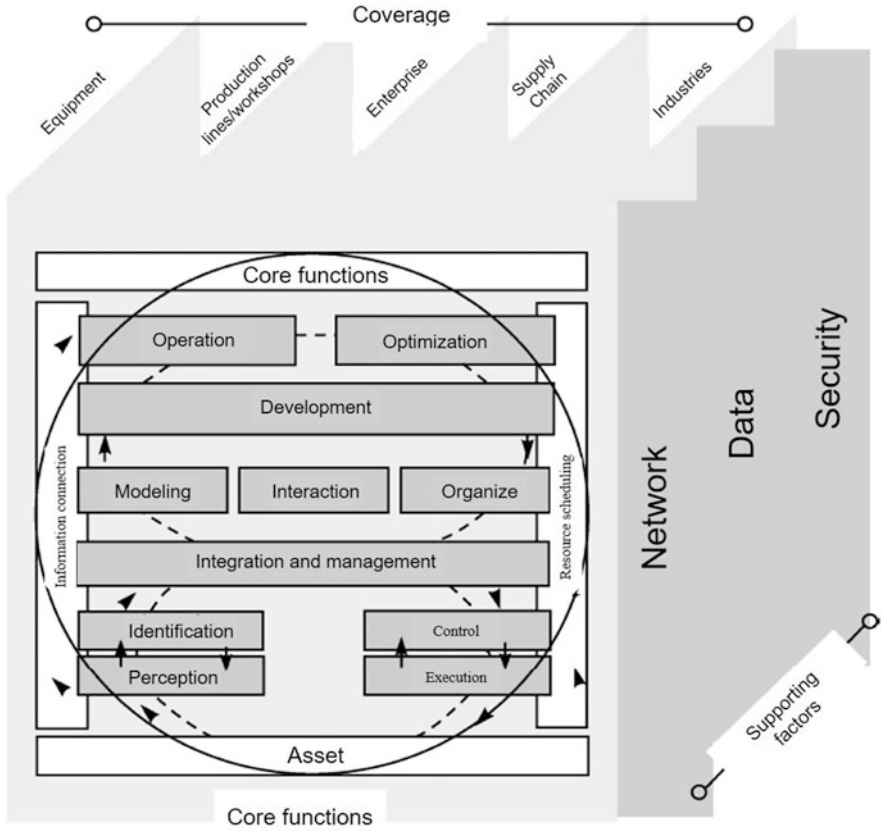 Coverage
Equipment
Production
lines/workshops
Enterprise
Supply
Chain
Industries
Core functions
Operation
Optimization
Development
Modeling
Interaction
Organize
Integration and management
Identification
Control
Perception
Execution
Asset
Core functions
Information connection
Resource scheduling
Network
Data
Security
Supporting
factors